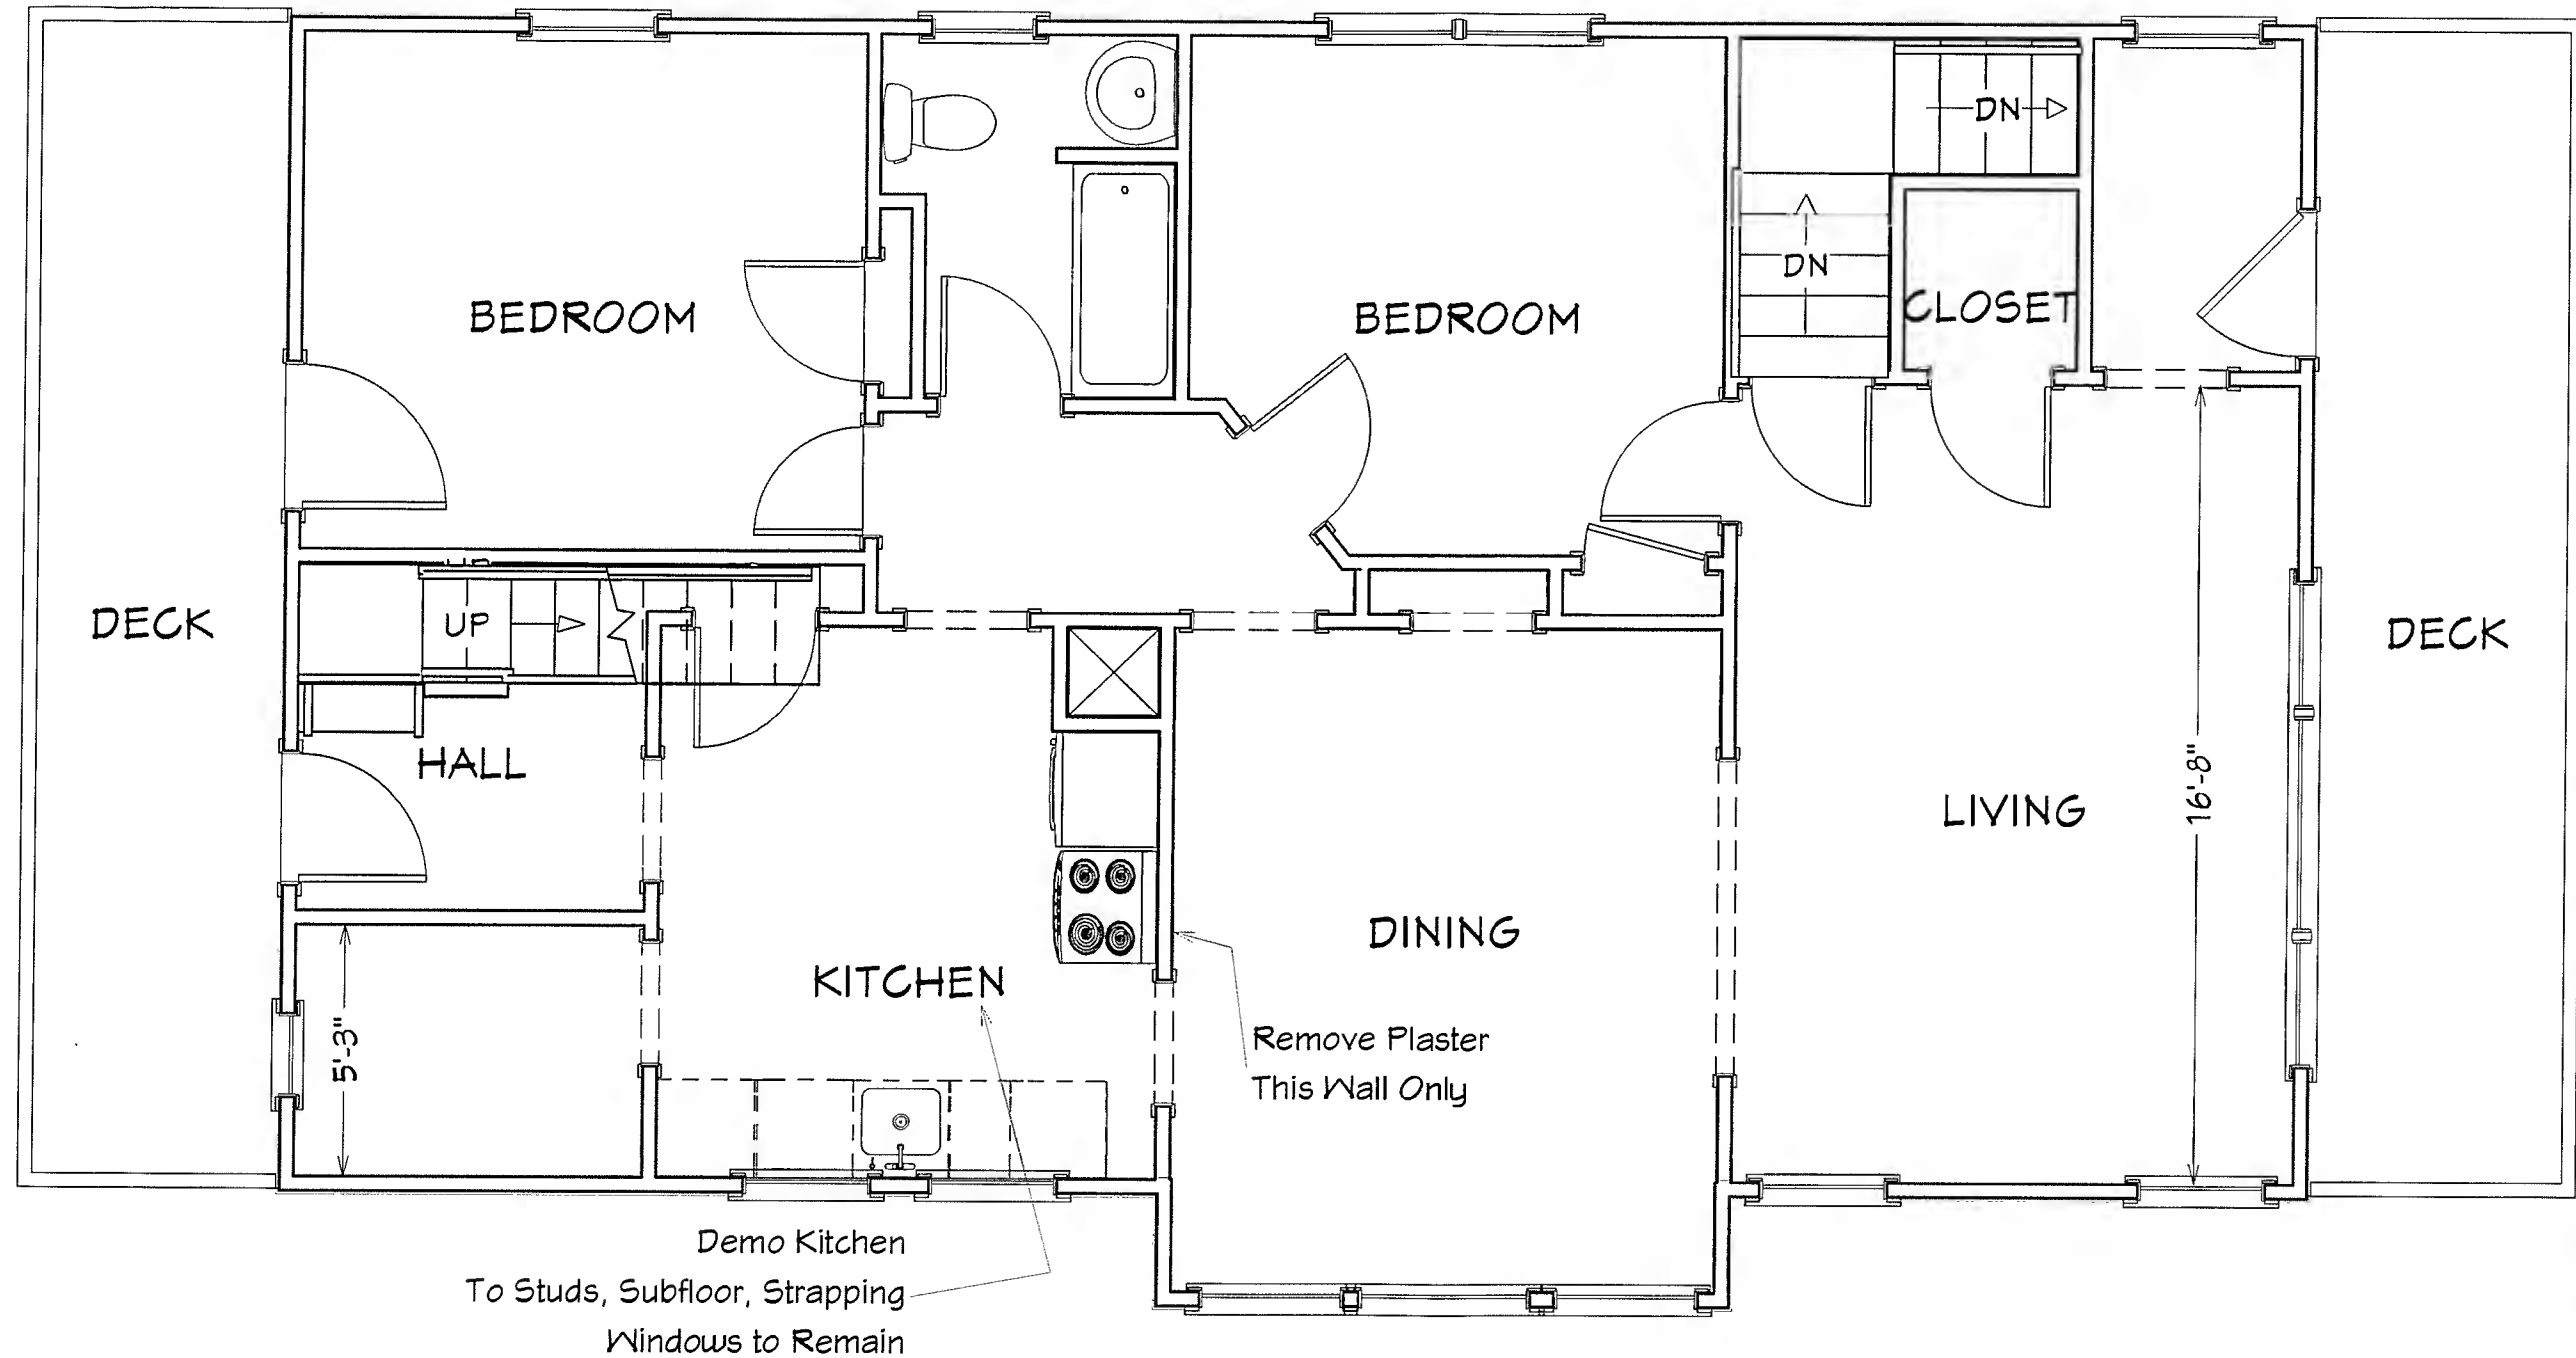 DN
DN
BEDROOM
BEDROOM
CLOSET
DECK
UP
DECK
HALL
16'-8"
LIVING
DINING
KITCHEN
5'-3"
Remove Plaster
This Wall Only
Demo Kitchen
To Studs, Subfloor, Strapping
Windows to Remain